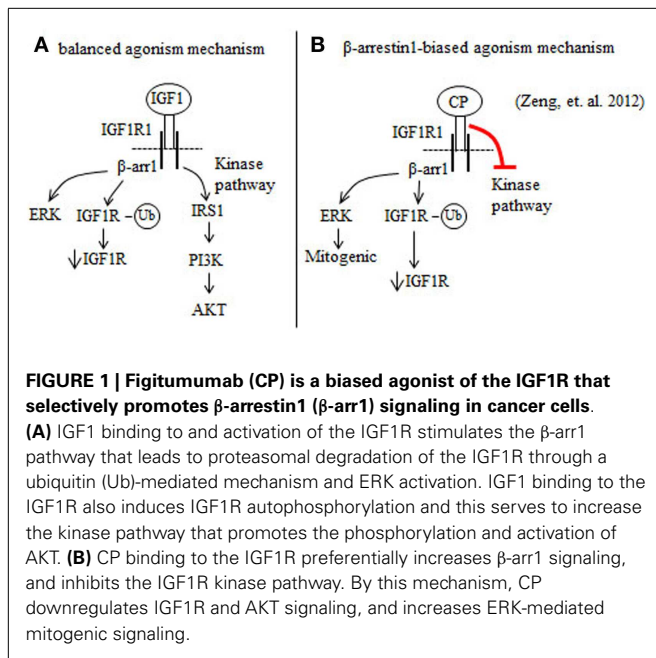 A balanced agonism mechanism
IGF1
IGF1R1
β-arr1
Kinase
pathway
ERK
IGF1R – Ub
IRS1
↓IGF1R
PI3K
AKT
B β-arrestin1-biased agonism mechanism
CP
(Zeng, et. al. 2012)
IGF1R1
β-arr1
Kinase
pathway
ERK
IGF1R – Ub
Mitogenic
↓IGF1R
FIGURE 1 | Figitumumab (CP) is a biased agonist of the IGF1R that
selectively promotes β-arrestin1 (β-arr1) signaling in cancer cells.
(A) IGF1 binding to and activation of the IGF1R stimulates the β-arr1
pathway that leads to proteasomal degradation of the IGF1R through a
ubiquitin (Ub)-mediated mechanism and ERK activation. IGF1 binding to the
IGF1R also induces IGF1R autophosphorylation and this serves to increase
the kinase pathway that promotes the phosphorylation and activation of
AKT. (B) CP binding to the IGF1R preferentially increases β-arr1 signaling,
and inhibits the IGF1R kinase pathway. By this mechanism, CP
downregulates IGF1R and AKT signaling, and increases ERK-mediated
mitogenic signaling.